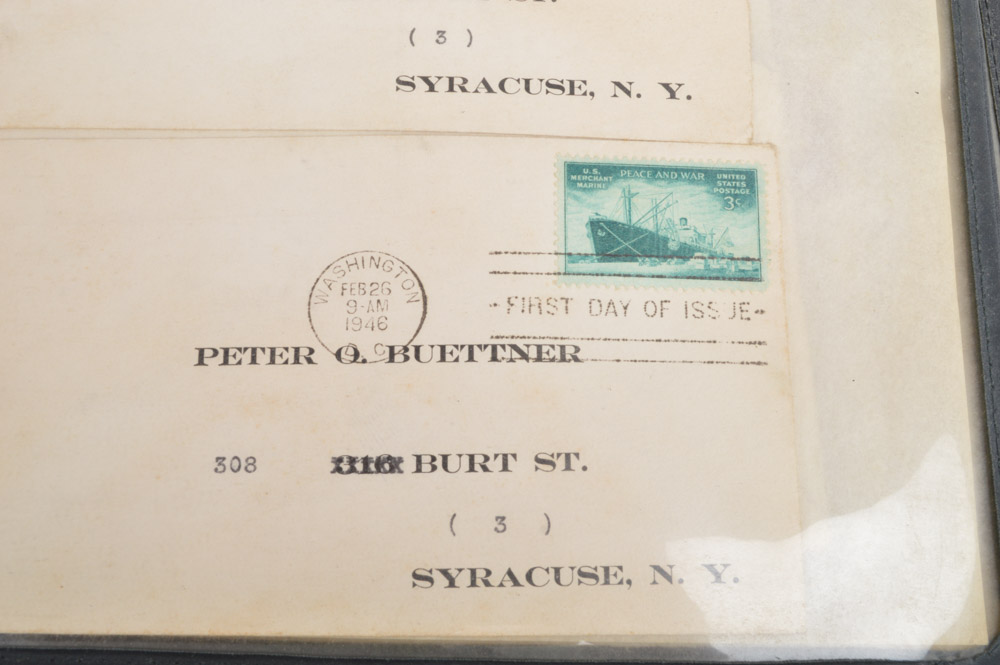 ST.
( 3 )
SYRACUSE, N. Y.
U.S. MERCHANT MARINE
PEACE AND WAR
UNITED STATES POSTAGE
3¢
WASHINGTON
FEB 26
9-AM
1946
D. C.
FIRST DAY OF ISSUE
PETER O. BUETTNER
308 316 BURT ST.
( 3 )
SYRACUSE, N. Y.